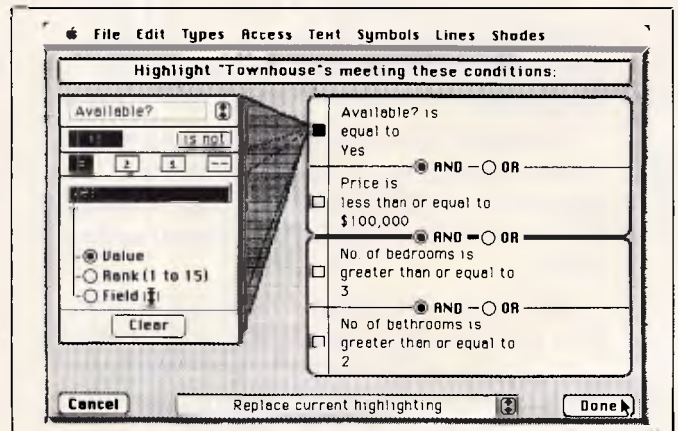 File Edit Types Access Text Symbols Lines Shades
Highlight "Townhouse"s meeting these conditions:
Available?
is not
Value
Rank (1 to 15)
Field
Clear
Available? is
equal to
Yes
AND OR
Price is
less than or equal to
$100,000
AND OR
No. of bedrooms is
greater than or equal to
3
AND OR
No of bathrooms is
greater than or equal to
2
Cancel
Replace current highlighting
Done